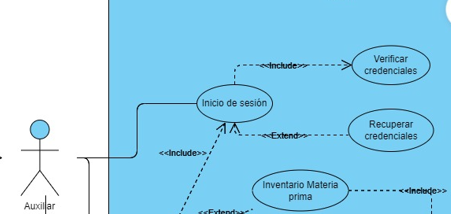 Verificar
credenciales
<<Include>>
Inicio de sesión
Recuperar
credenciales
<<Extend>>
<<Include>>
Inventario Materia
prima
<<Include>>
Auxiliar
<<Extend>>